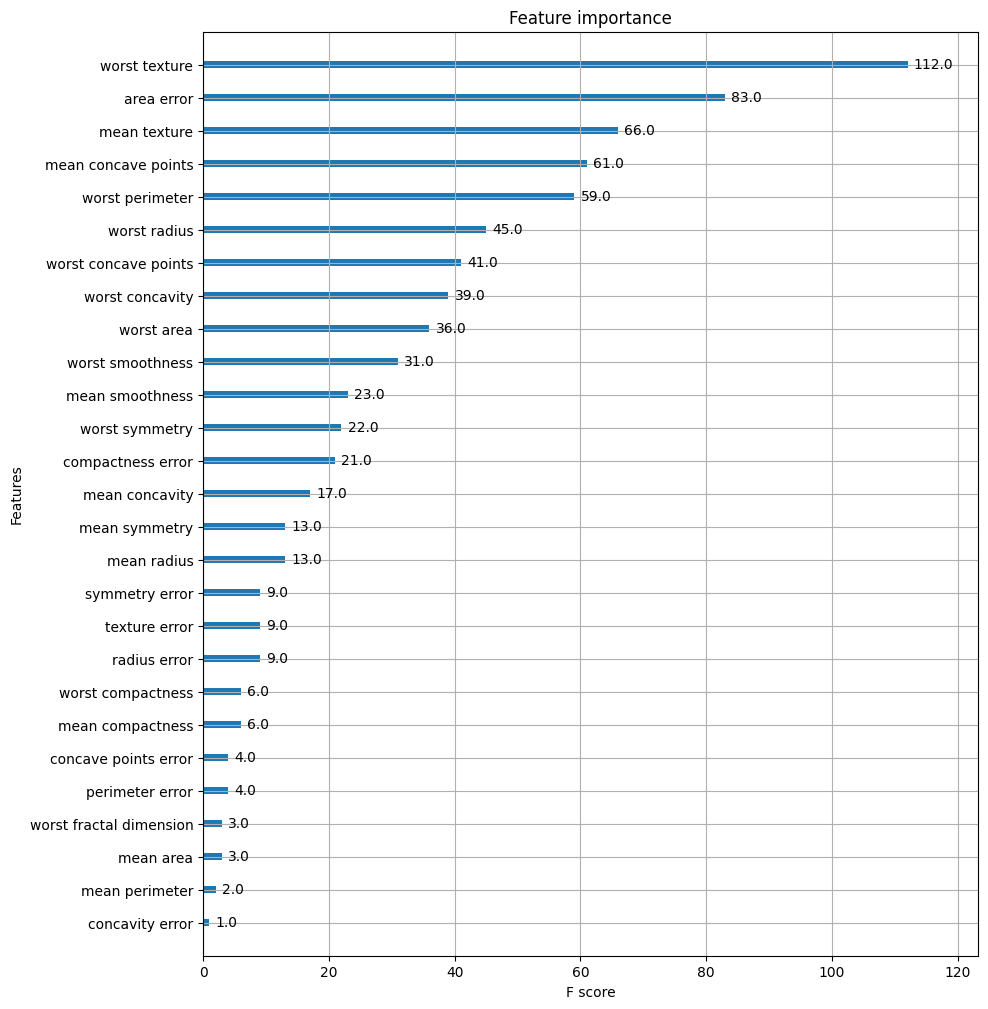 Feature importance
worst texture 112.0
area error 83.0
mean texture 66.0
mean concave points 61.0
worst perimeter 59.0
worst radius 45.0
worst concave points 41.0
worst concavity 39.0
worst area 36.0
worst smoothness 31.0
mean smoothness 23.0
worst symmetry 22.0
compactness error 21.0
mean concavity 17.0
mean symmetry 13.0
mean radius 13.0
symmetry error 9.0
texture error 9.0
radius error 9.0
worst compactness 6.0
mean compactness 6.0
concave points error 4.0
perimeter error 4.0
worst fractal dimension 3.0
mean area 3.0
mean perimeter 2.0
concavity error 1.0
Features
0 20 40 60 80 100 120
F score